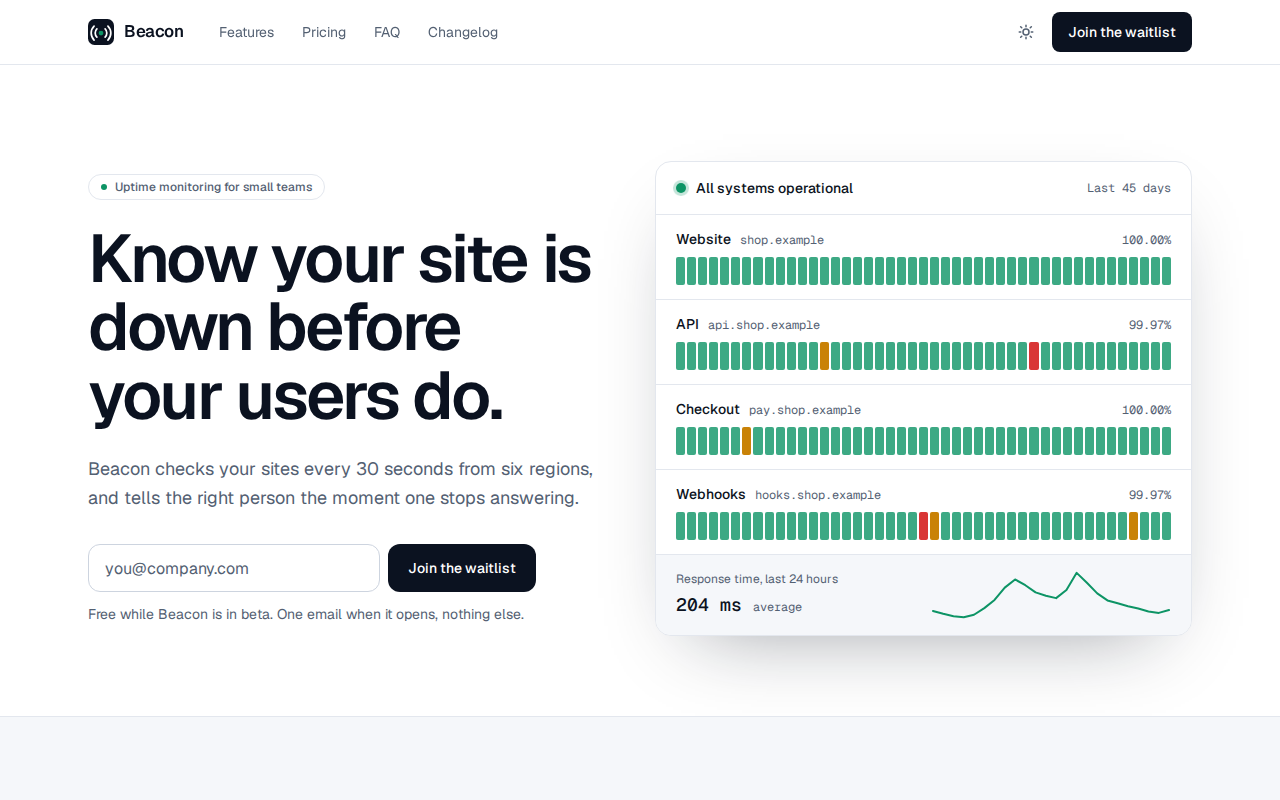 Beacon
Features
Pricing
FAQ
Changelog
Join the waitlist
Uptime monitoring for small teams
Know your site is
down before
your users do.
Beacon checks your sites every 30 seconds from six regions,
and tells the right person the moment one stops answering.
you@company.com
Join the waitlist
Free while Beacon is in beta. One email when it opens, nothing else.
All systems operational
Last 45 days
Website shop.example
100.00%
API api.shop.example
99.97%
Checkout pay.shop.example
100.00%
Webhooks hooks.shop.example
99.97%
Response time, last 24 hours
204 ms average